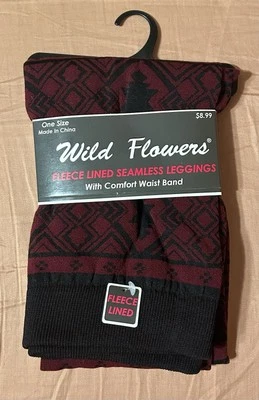 One Size
Made in China
$8.99
Wild Flowers®
FLEECE LINED SEAMLESS LEGGINGS
With Comfort Waist Band
FLEECE
LINED